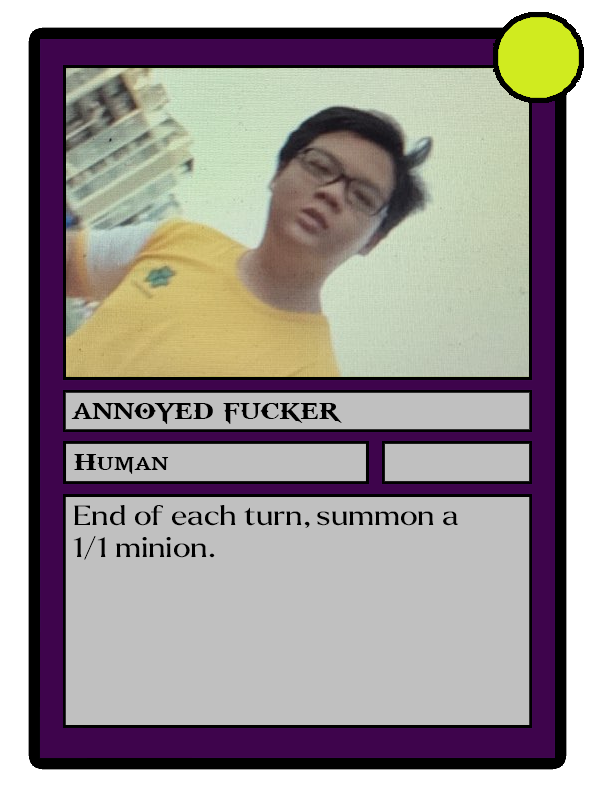 ANNOYED FUCKER
HUMAN
End of each turn, summon a
1/1 minion.